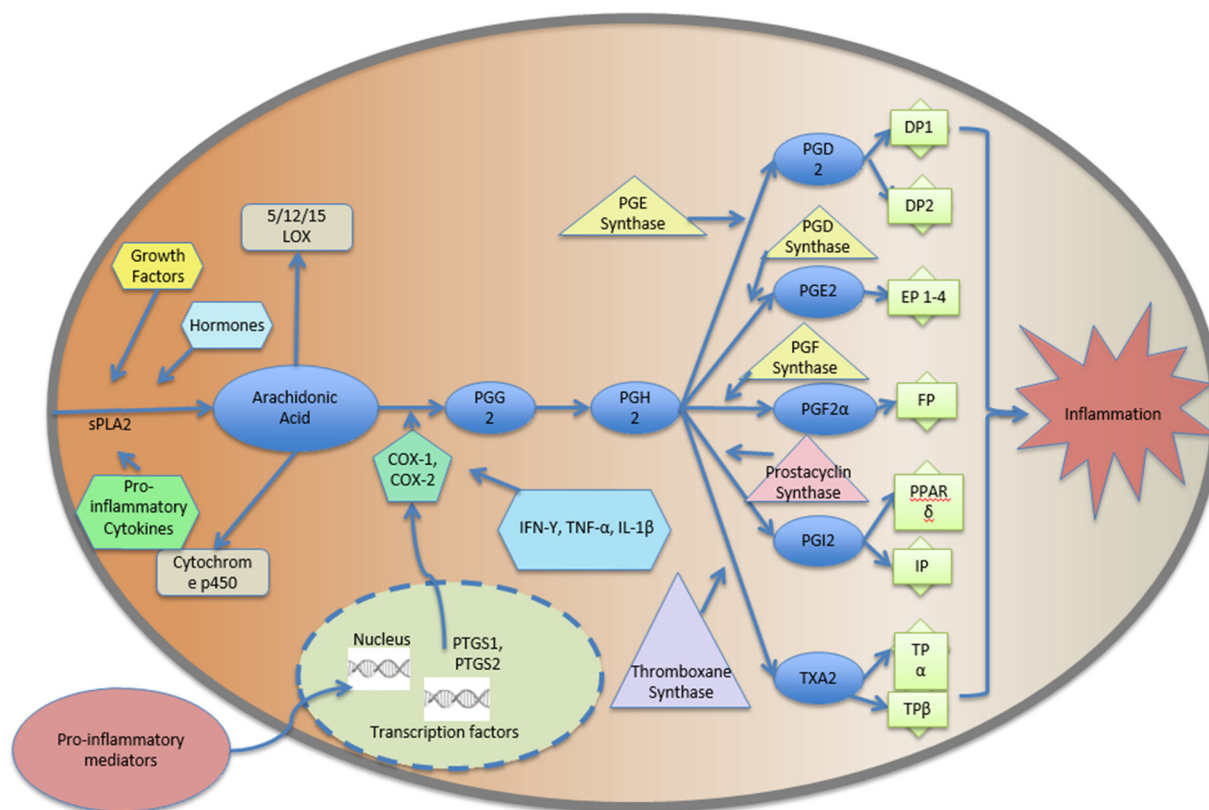 DP1
PGD
2
PGE
Synthase
DP2
5/12/15
LOX
PGD
Synthase
Growth
Factors
PGE2
EP 1-4
Hormones
PGF
Synthase
Arachidonic
Acid
PGG
2
PGH
2
PGF2α
FP
Inflammation
sPLA2
COX-1,
COX-2
Prostacyclin
Synthase
Pro-
inflammatory
Cytokines
PPAR
δ
IFN-Y, TNF-α, IL-1β
PGI2
IP
Cytochrom
e p450
Nucleus
PTGS1,
PTGS2
Thromboxane
Synthase
TXA2
TP
α
TPβ
Transcription factors
Pro-inflammatory
mediators